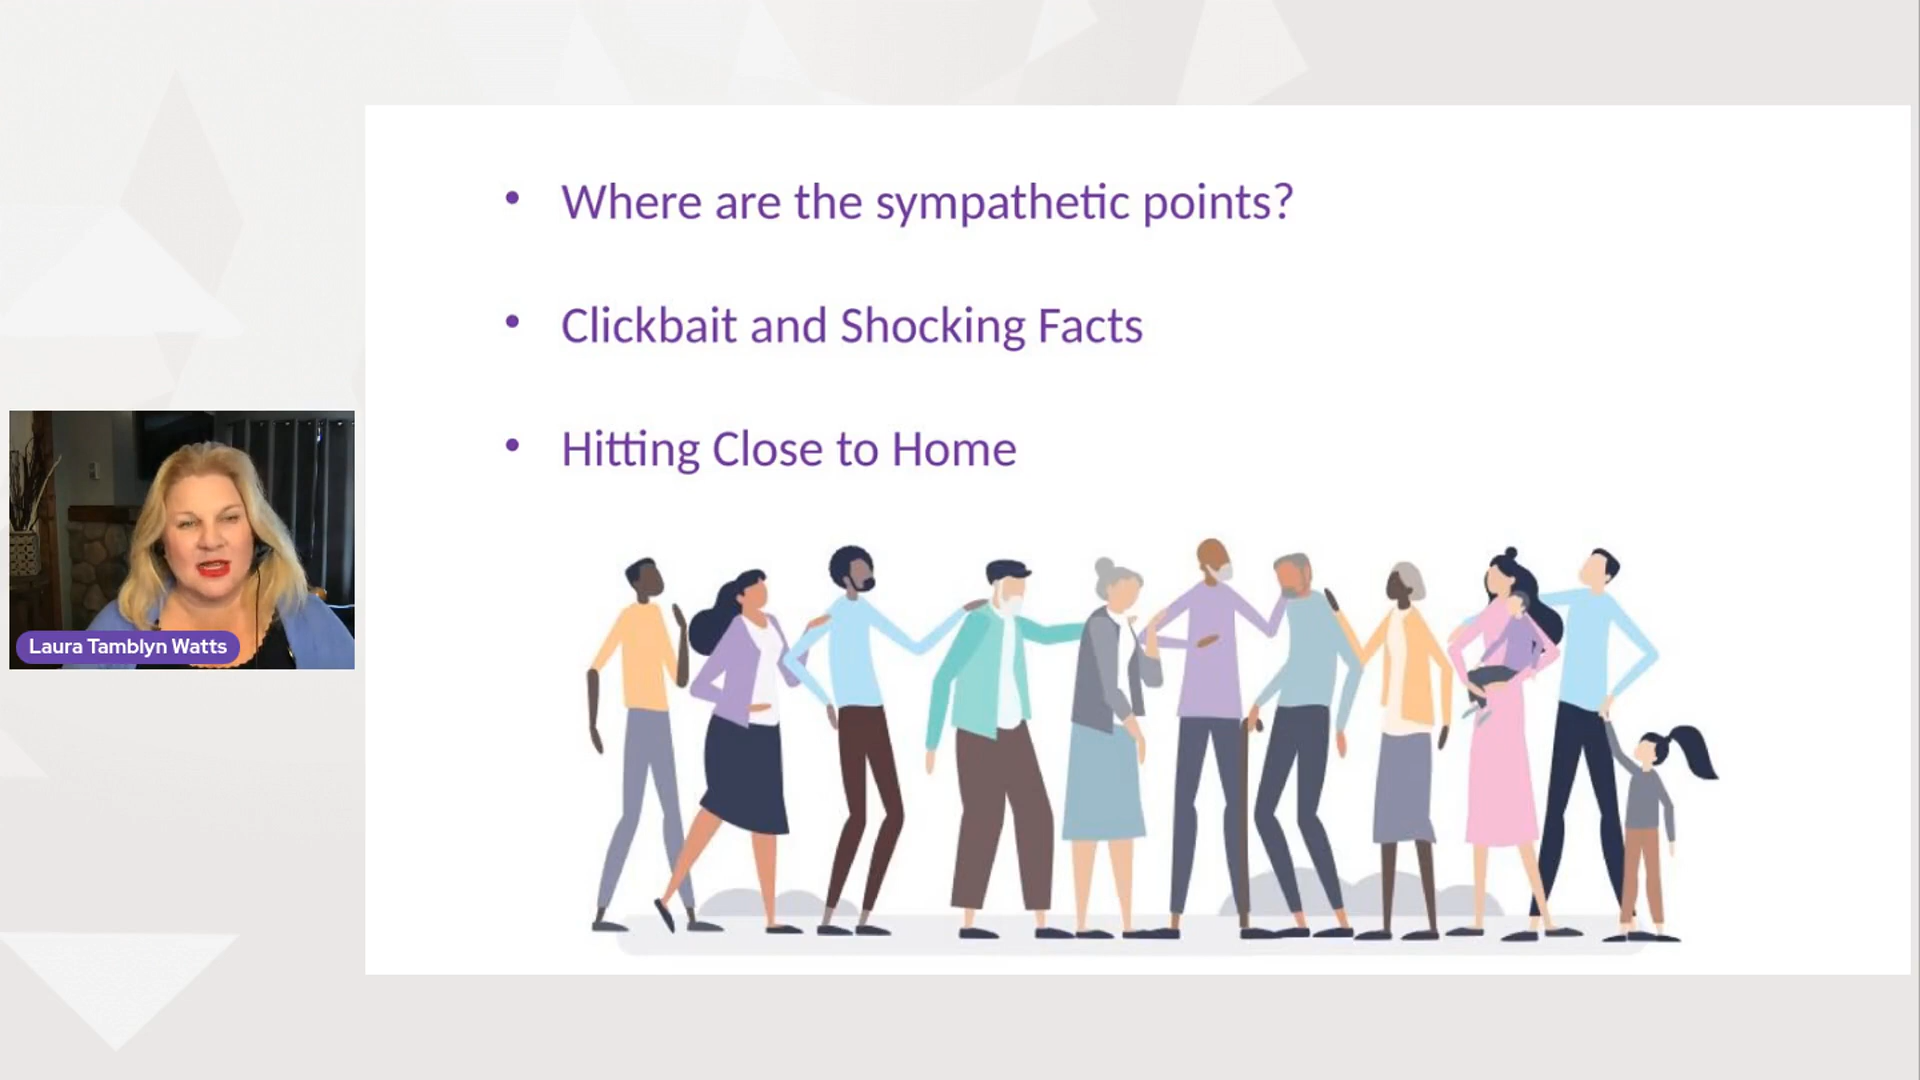 • Where are the sympathetic points?
• Clickbait and Shocking Facts
• Hitting Close to Home
Laura Tamblyn Watts